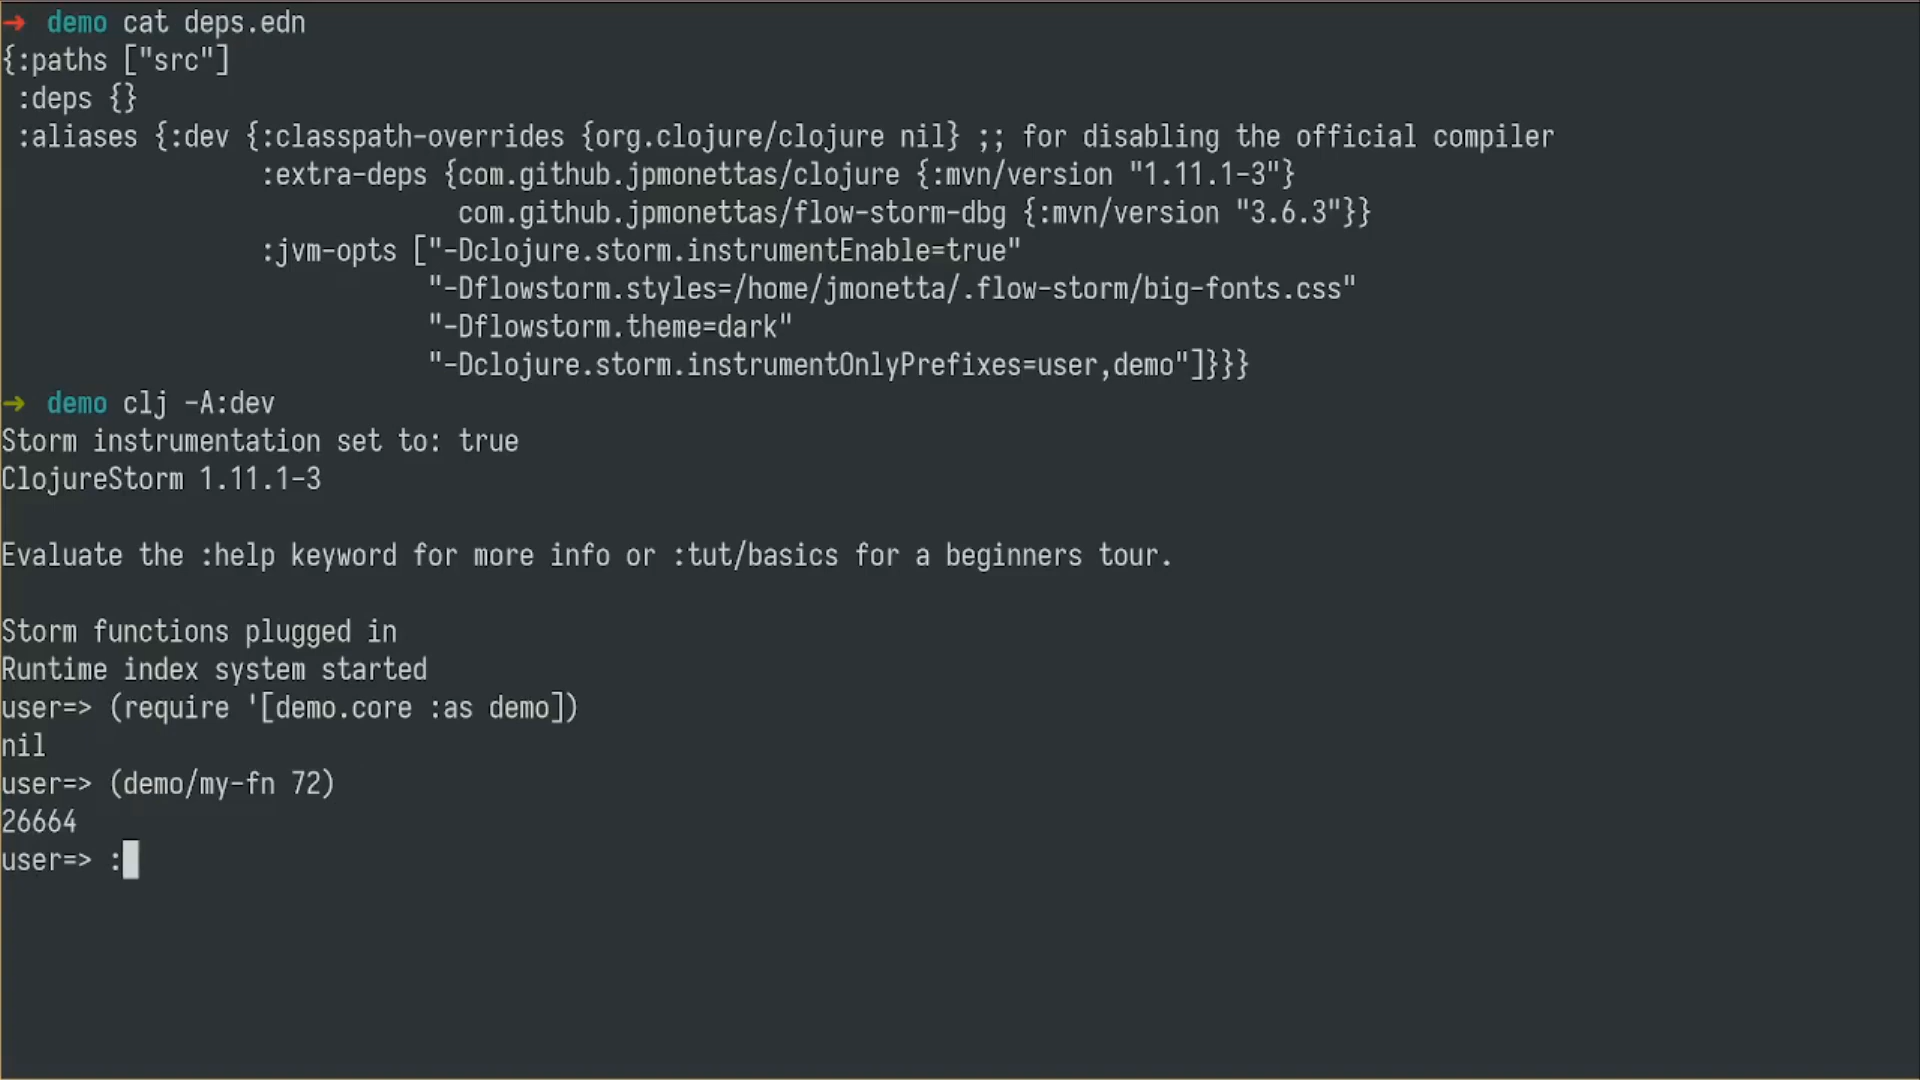 → demo cat deps.edn
{:paths ["src"]
 :deps {}
 :aliases {:dev {:classpath-overrides {org.clojure/clojure nil} ;; for disabling the official compiler
                 :extra-deps {com.github.jpmonettas/clojure {:mvn/version "1.11.1-3"}
                              com.github.jpmonettas/flow-storm-dbg {:mvn/version "3.6.3"}}
                 :jvm-opts ["-Dclojure.storm.instrumentEnable=true"
                            "-Dflowstorm.styles=/home/jmonetta/.flow-storm/big-fonts.css"
                            "-Dflowstorm.theme=dark"
                            "-Dclojure.storm.instrumentOnlyPrefixes=user,demo"]}}}
→ demo clj -A:dev
Storm instrumentation set to: true
ClojureStorm 1.11.1-3
Evaluate the :help keyword for more info or :tut/basics for a beginners tour.
Storm functions plugged in
Runtime index system started
user=> (require '[demo.core :as demo])
nil
user=> (demo/my-fn 72)
26664
user=> :